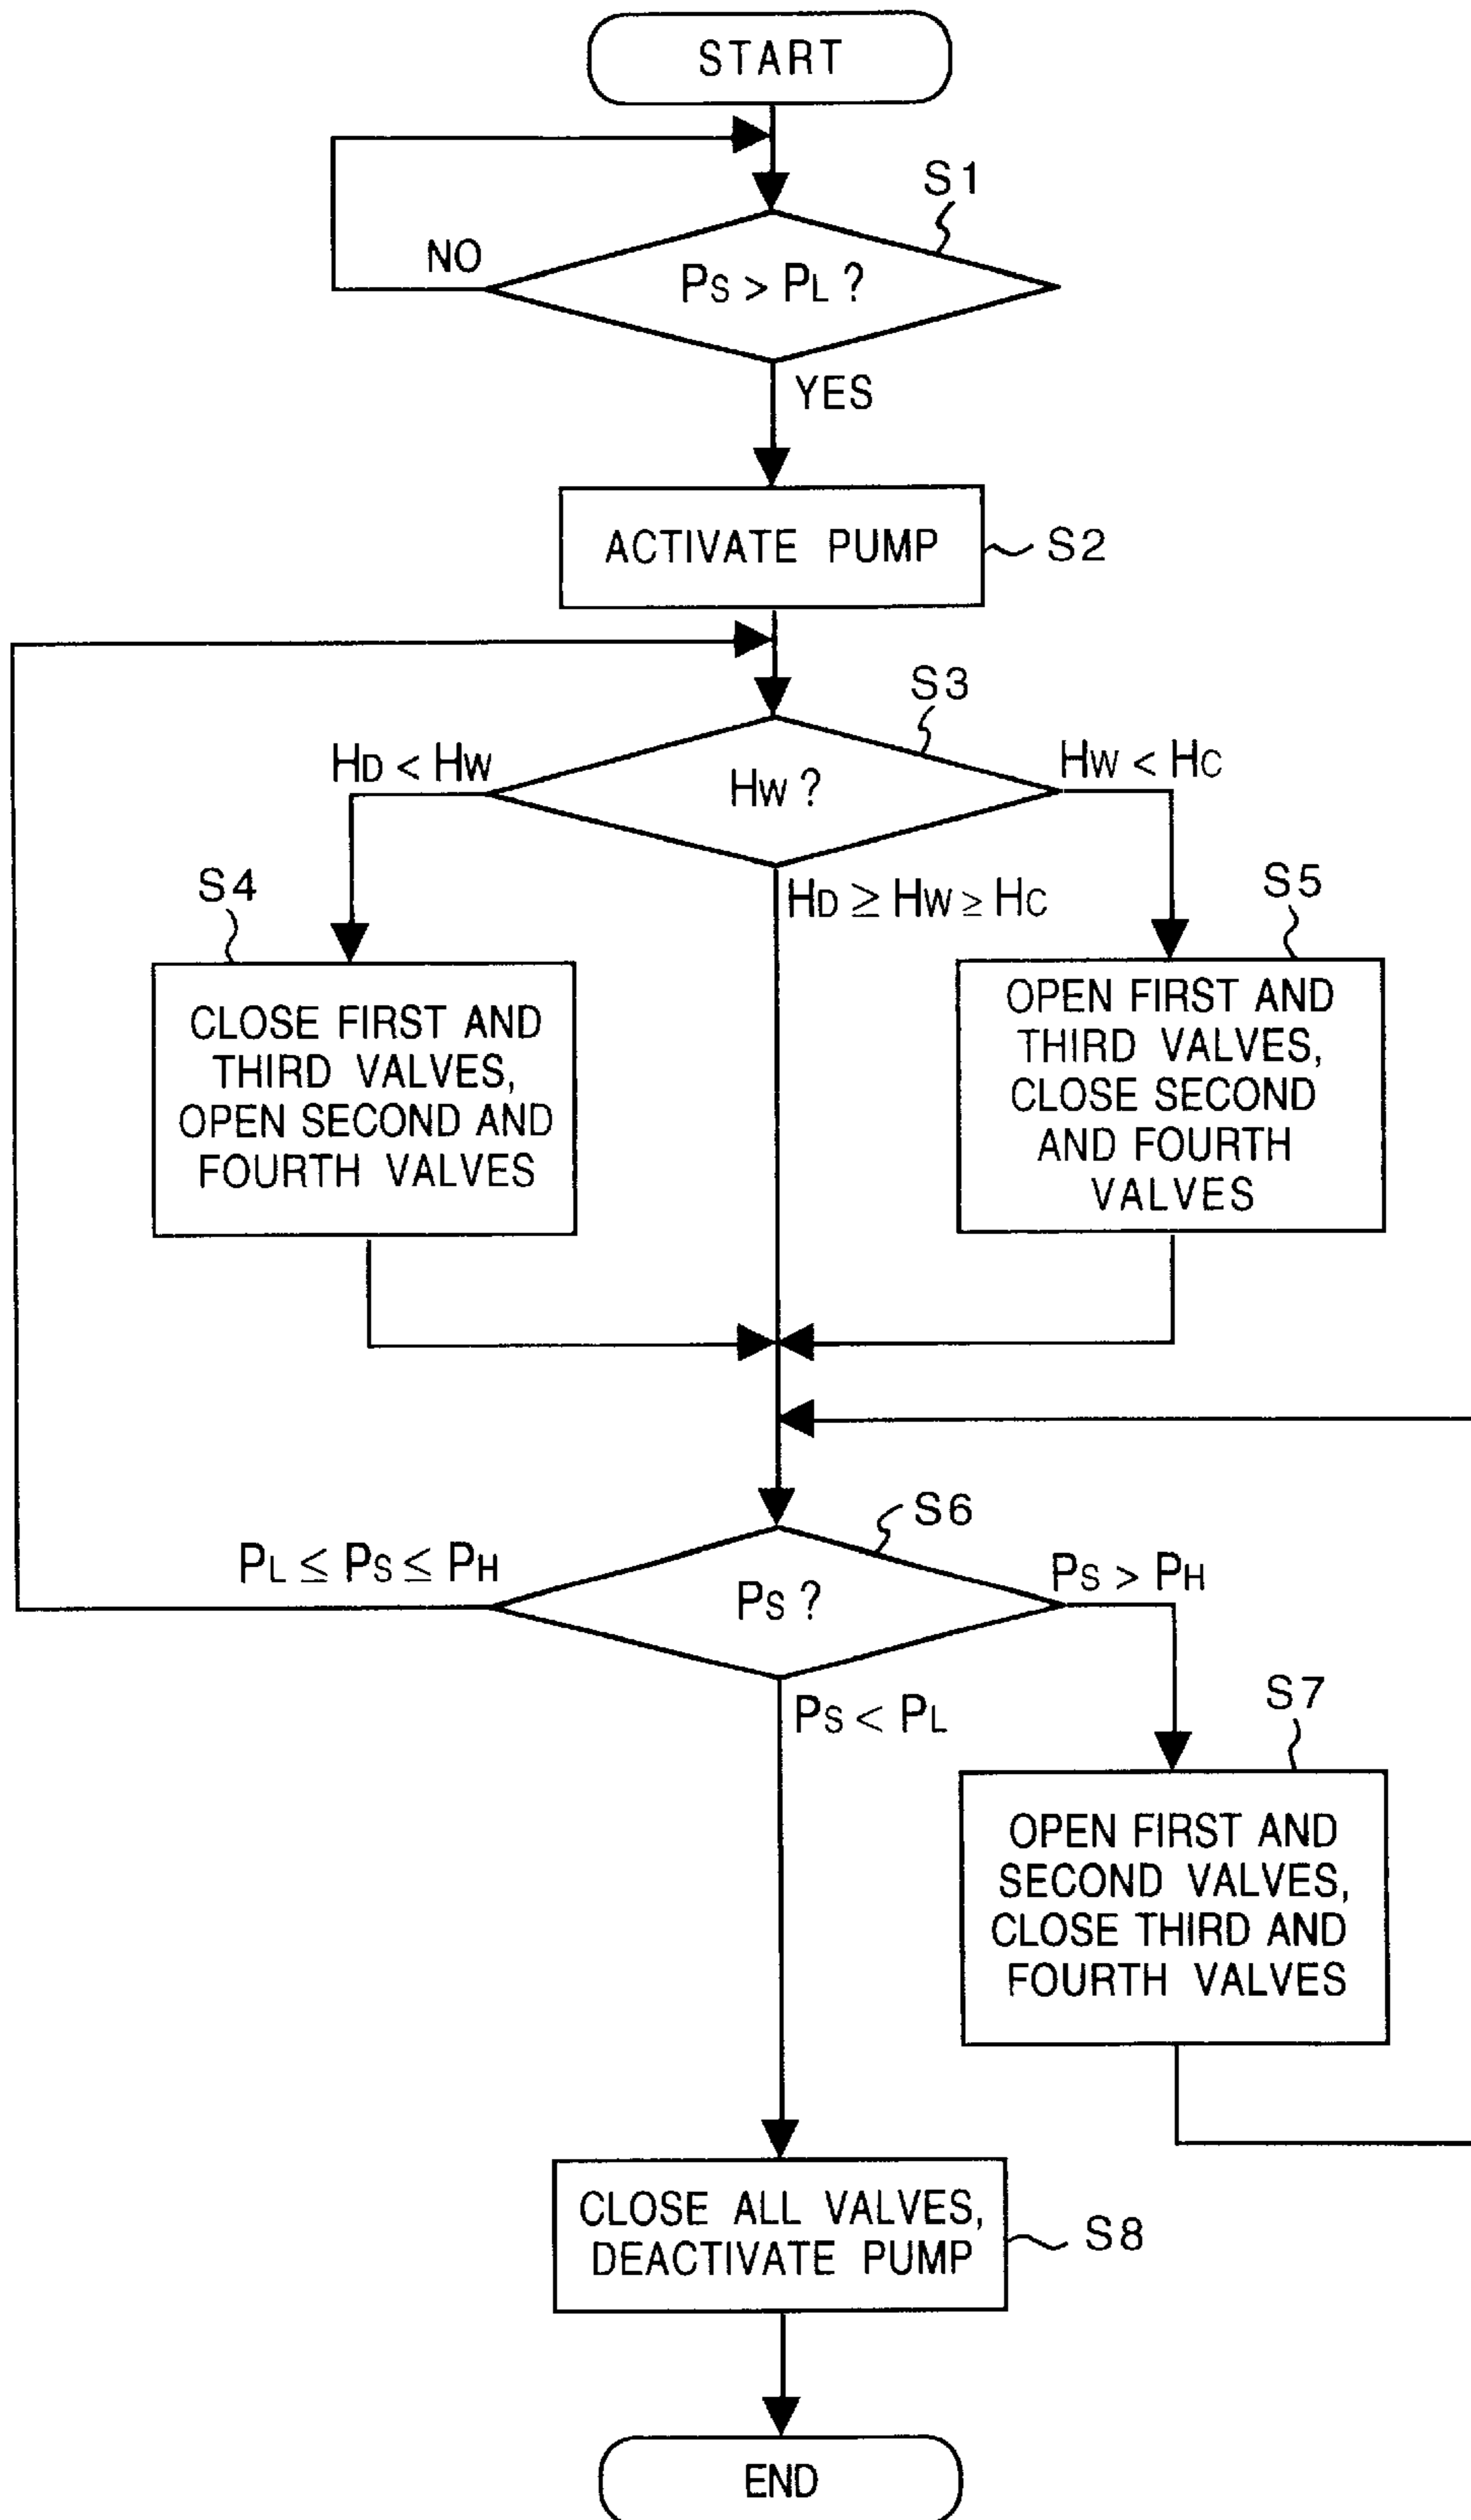 START
S1
NO
PS > PL ?
YES
ACTIVATE PUMP
S2
S3
HD < HW
HW < HC
HW ?
HD ≥ HW ≥ HC
S4
S5
CLOSE FIRST AND
THIRD VALVES,
OPEN SECOND AND
FOURTH VALVES
OPEN FIRST AND
THIRD VALVES,
CLOSE SECOND
AND FOURTH
VALVES
S6
PL ≤ PS ≤ PH
PS > PH
PS ?
PS < PL
S7
OPEN FIRST AND
SECOND VALVES,
CLOSE THIRD AND
FOURTH VALVES
CLOSE ALL VALVES,
DEACTIVATE PUMP
S8
END